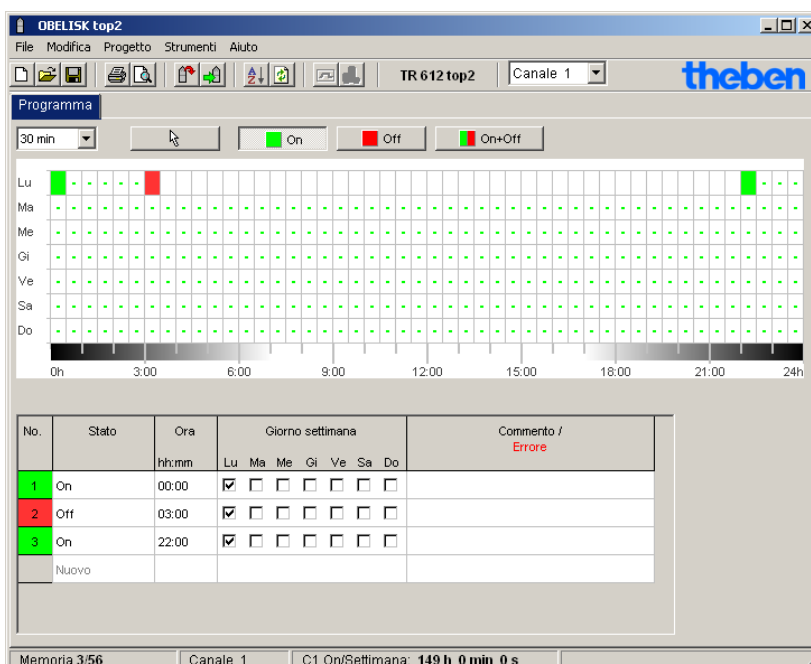 OBELISK top2
File Modifica Progetto Strumenti Aiuto
TR 612 top2 Canale 1 theben
Programma
30 min On Off On+Off
Lu
Ma
Me
Gi
Ve
Sa
Do
0h 3:00 6:00 9:00 12:00 15:00 18:00 21:00 24h
No. Stato Ora Giorno settimana Commento /
Errore
hh:mm Lu Ma Me Gi Ve Sa Do
1 On 00:00
2 Off 03:00
3 On 22:00
Nuovo
Memoria 3/56 Canale 1 C1 On/Settimana: 149 h 0 min 0 s